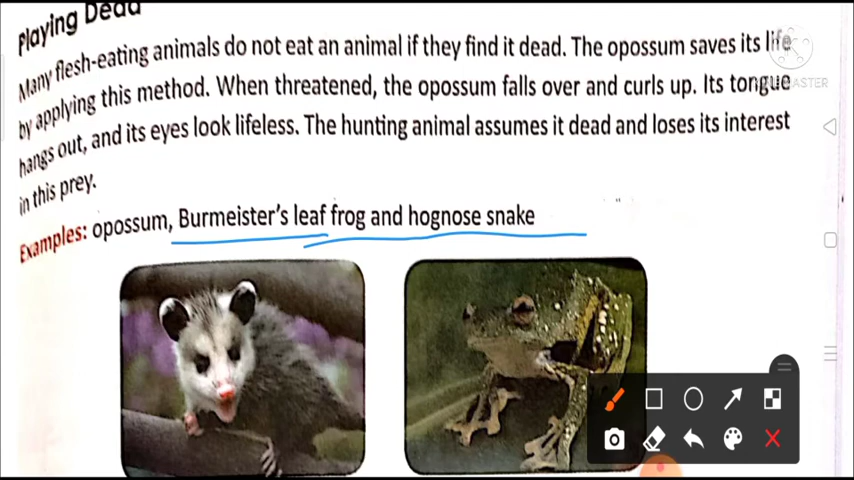 Playing Dead
Many flesh-eating animals do not eat an animal if they find it dead. The opossum saves its life
by applying this method. When threatened, the opossum falls over and curls up. Its tongue
hangs out, and its eyes look lifeless. The hunting animal assumes it dead and loses its interest
in this prey.
Examples: opossum, Burmeister's leaf frog and hognose snake